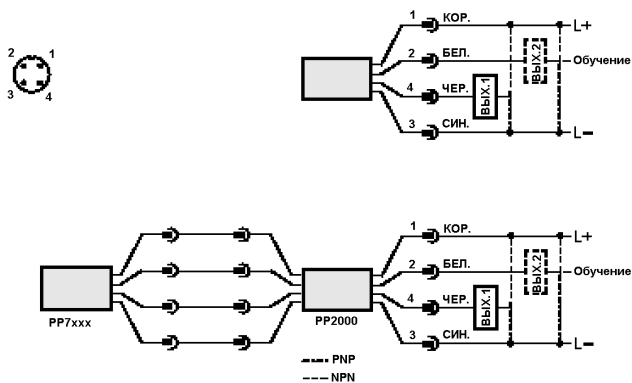 2 1
3 4
1 КОР. L+
2 БЕЛ. ВЫХ.2 Обучение
4 ЧЕР. ВЫХ.1
3 СИН. L-
1 КОР. L+
2 БЕЛ. ВЫХ.2 Обучение
4 ЧЕР. ВЫХ.1
3 СИН. L-
PP7xxx PP2000
PNP
NPN